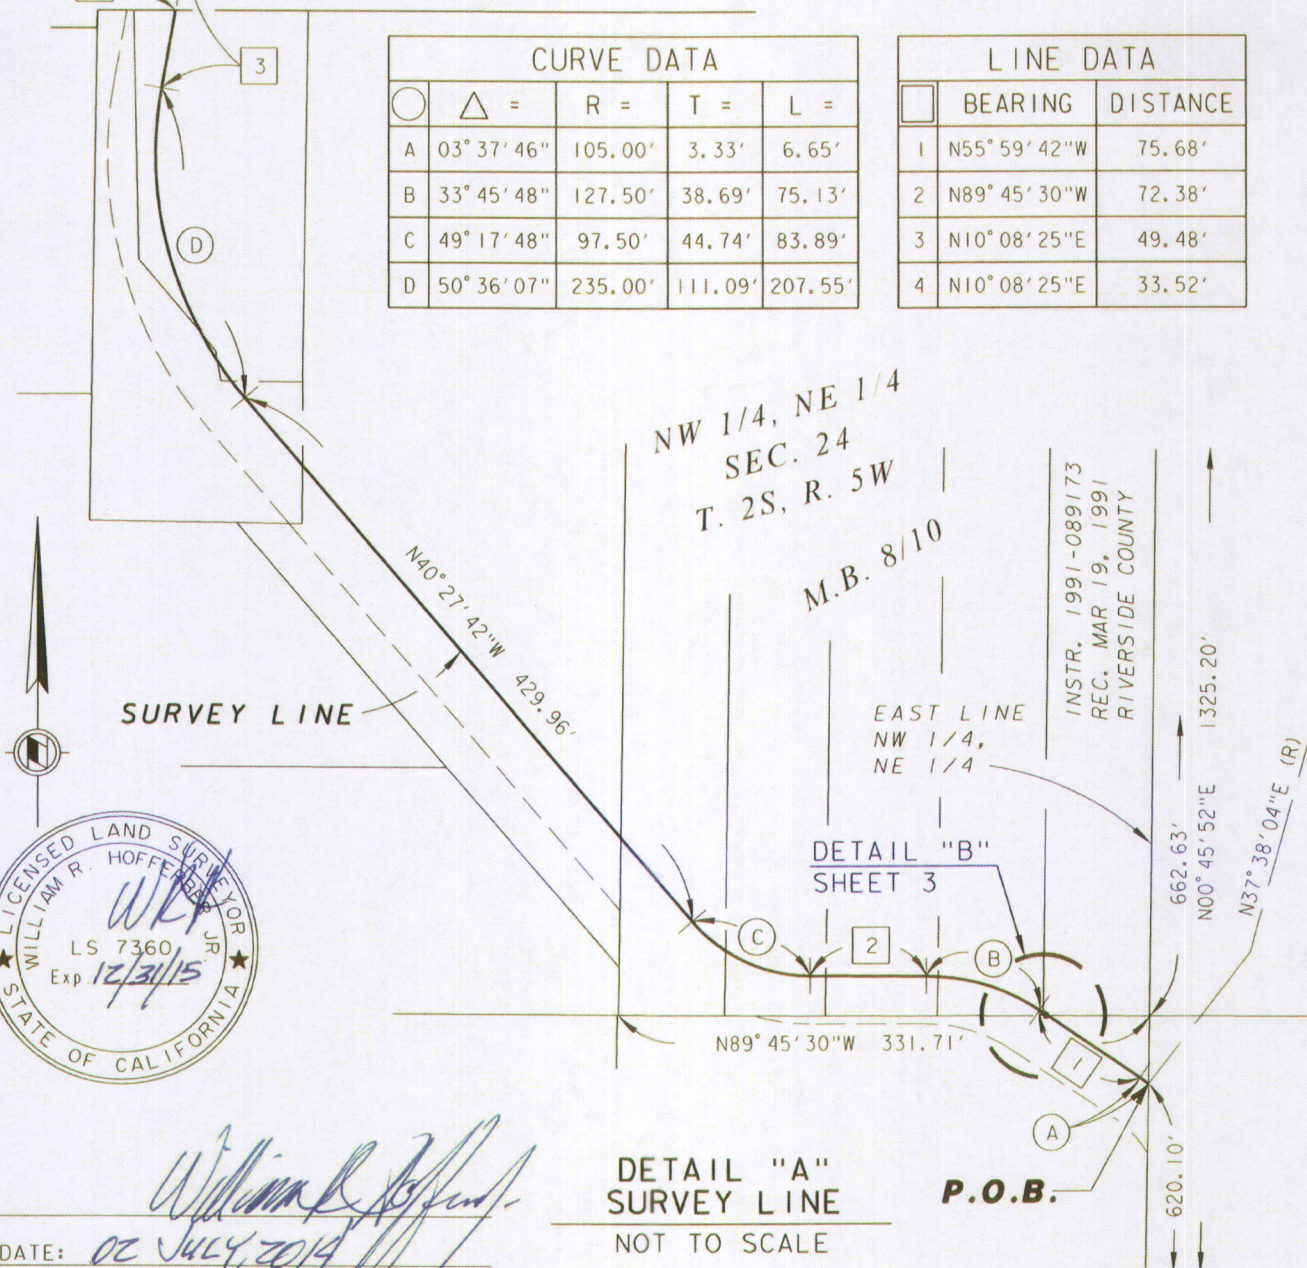 3
CURVE DATA
△ = R = T = L =
A 03°37'46" 105.00' 3.33' 6.65'
B 33°45'48" 127.50' 38.69' 75.13'
C 49°17'48" 97.50' 44.74' 83.89'
D 50°36'07" 235.00' 111.09' 207.55'
LINE DATA
BEARING DISTANCE
1 N55°59'42"W 75.68'
2 N89°45'30"W 72.38'
3 N10°08'25"E 49.48'
4 N10°08'25"E 33.52'
D
NW 1/4, NE 1/4
SEC. 24
T. 2S, R. 5W
M.B. 8/10
INSTR. 1991-089173
REC. MAR 19, 1991
RIVERSIDE COUNTY
N40°27'42"W 429.96'
SURVEY LINE
EAST LINE
NW 1/4,
NE 1/4
1325.20'
662.63'
N00°45'52"E
N37°38'04"E (R)
DETAIL "B"
SHEET 3
C
2
B
N89°45'30"W 331.71'
1
A
P.O.B.
620.10'
LICENSED LAND SURVEYOR
WILLIAM R. HOFFERBER JR
LS 7360
Exp 12/31/15
STATE OF CALIFORNIA
DETAIL "A"
SURVEY LINE
NOT TO SCALE
DATE: 02 JULY, 2014